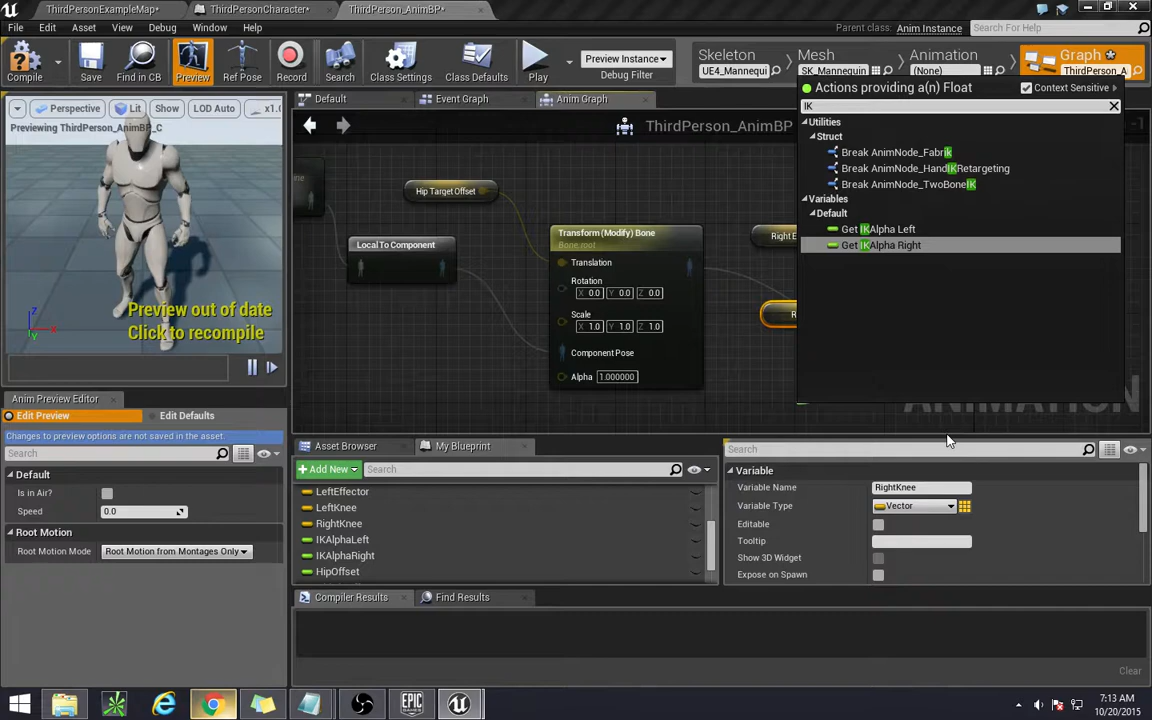 ThirdPersonExampleMap*
ThirdPersonCharacter*
ThirdPerson_AnimBP*
File Edit Asset View Debug Window Help
Parent class: Anim Instance
Search For Help
Compile
Save
Find in CB
Preview
Ref Pose
Record
Search
Class Settings
Class Defaults
Play
Preview Instance
Debug Filter
Skeleton
UE4_Mannequi
Mesh
SK_Mannequin
Animation
(None)
Graph
ThirdPerson_A
Perspective Lit Show LOD Auto x1.0
Previewing ThirdPerson_AnimBP_C
Preview out of date
Click to recompile
Default
Event Graph
Anim Graph
ThirdPerson_AnimBP
-1
Hip Target Offset
Local To Component
Transform (Modify) Bone
Bone:root
Translation
Rotation
X 0.0 Y 0.0 Z 0.0
Scale
X 1.0 Y 1.0 Z 1.0
Component Pose
Alpha 1.000000
Right E
R
ANIMATION
Actions providing a(n) Float
Context Sensitive
IK
Utilities
Struct
Break AnimNode_Fabrik
Break AnimNode_HandIKRetargeting
Break AnimNode_TwoBoneIK
Variables
Default
Get IKAlpha Left
Get IKAlpha Right
Anim Preview Editor
Edit Preview
Edit Defaults
Changes to preview options are not saved in the asset.
Search
Default
Is in Air?
Speed 0.0
Root Motion
Root Motion Mode Root Motion from Montages Only
Asset Browser
My Blueprint
Add New
Search
LeftEffector
LeftKnee
RightKnee
IKAlphaLeft
IKAlphaRight
HipOffset
Search
Variable
Variable Name RightKnee
Variable Type Vector
Editable
Tooltip
Show 3D Widget
Expose on Spawn
Compiler Results
Find Results
Clear
EPIC
GAMES
7:13 AM
10/20/2015